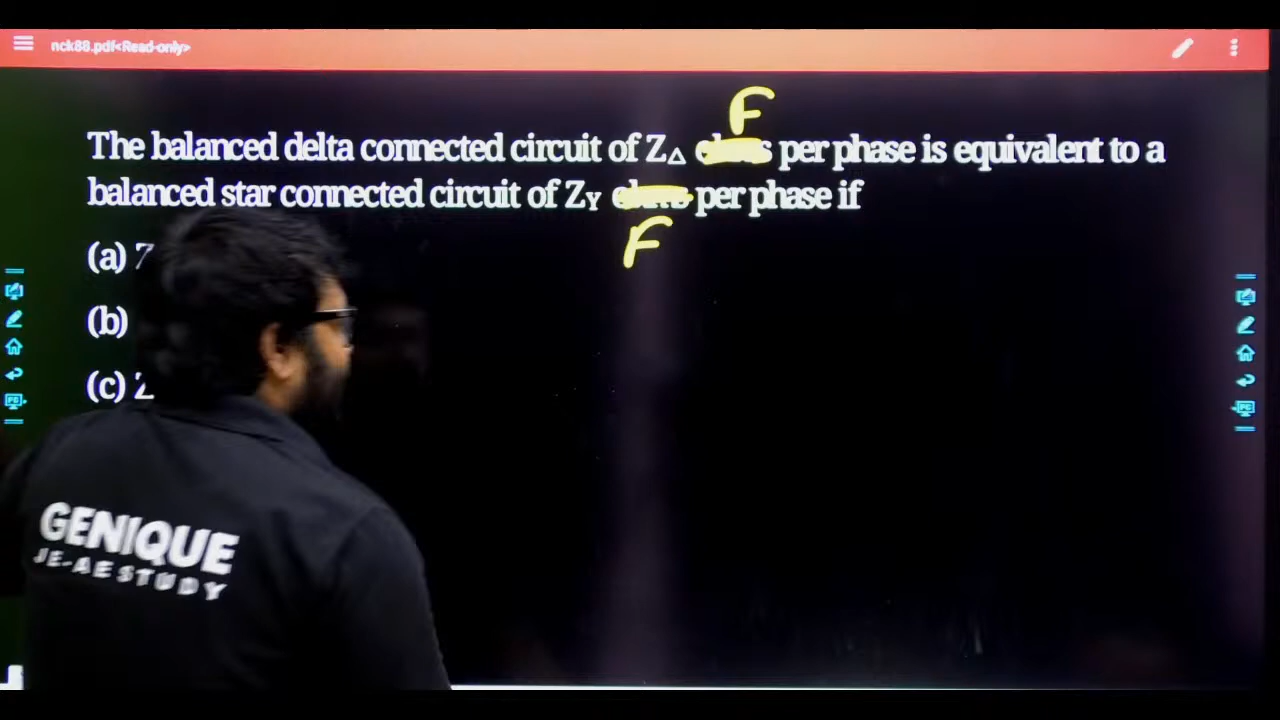 nck88.pdf<Read-only>
F
The balanced delta connected circuit of Z△ per phase is equivalent to a
balanced star connected circuit of ZY per phase if
F
(a) Z
(b)
(c) Z
GENIQUE
JE-AE STUDY